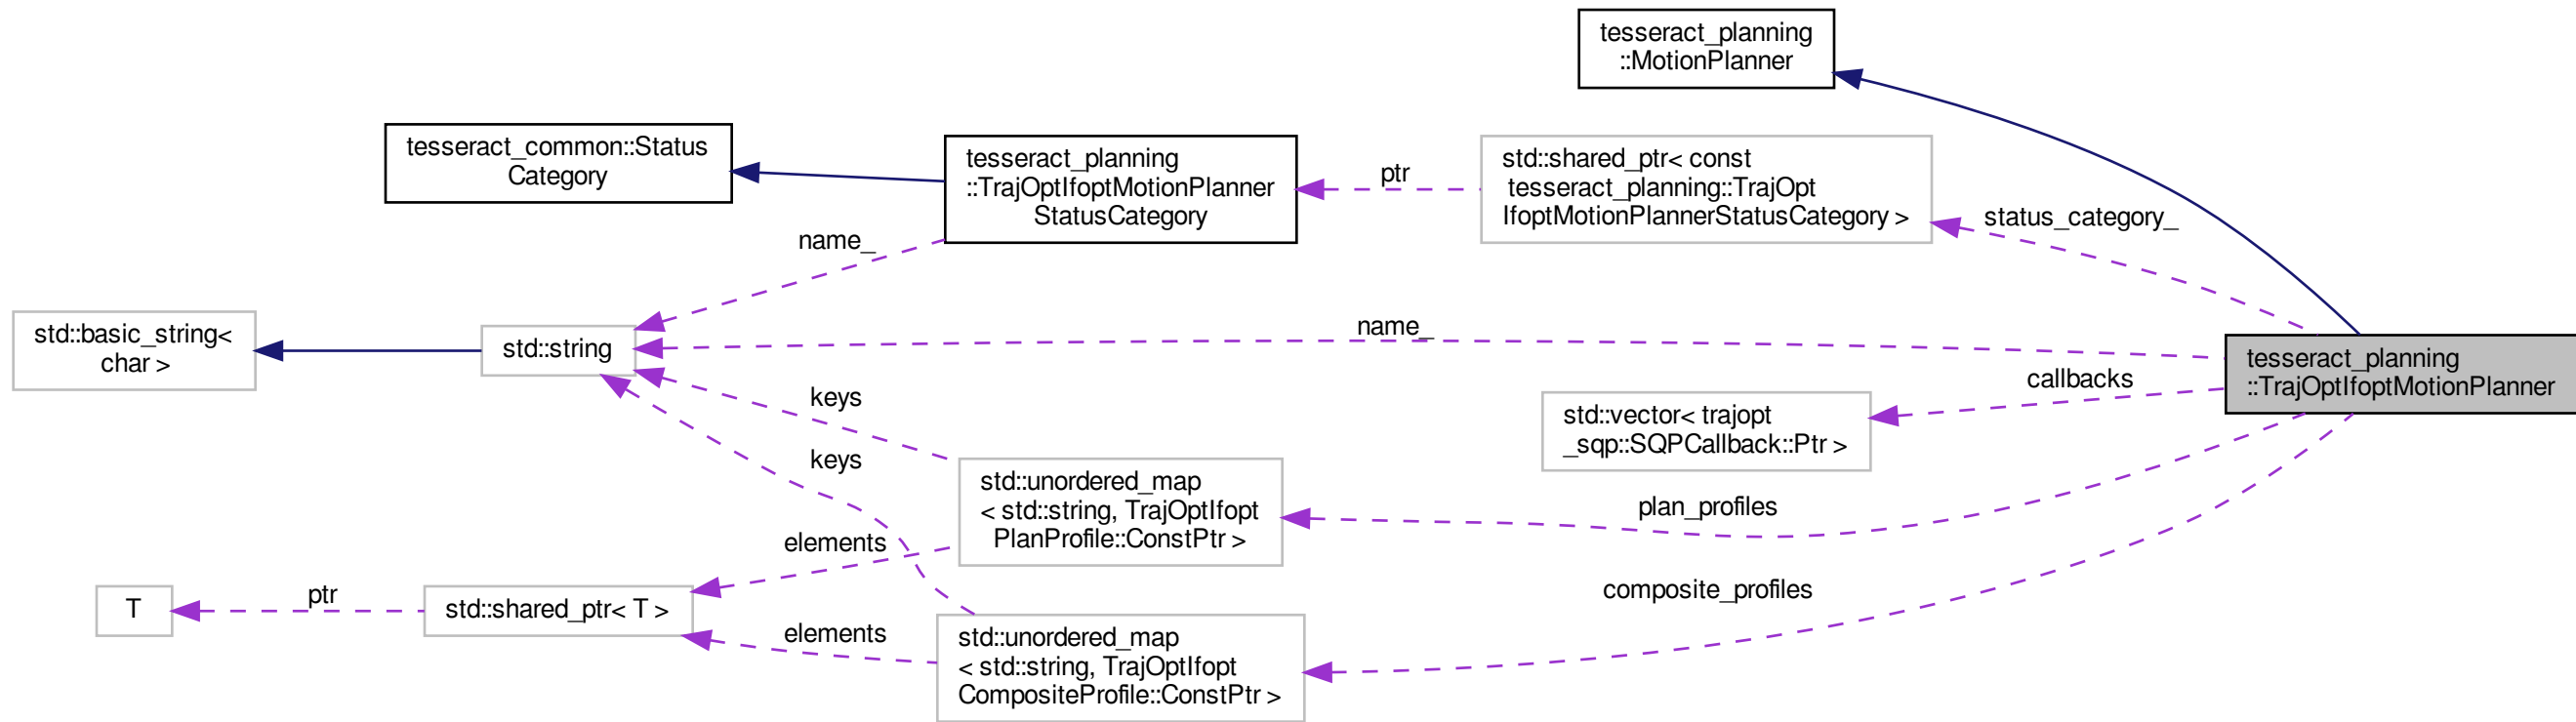 tesseract_planning
::MotionPlanner
tesseract_common::Status
Category
tesseract_planning
::TrajOptIfoptMotionPlanner
StatusCategory
ptr
std::shared_ptr< const
tesseract_planning::TrajOpt
IfoptMotionPlannerStatusCategory >
status_category_
name_
std::basic_string<
char >
std::string
name_
tesseract_planning
::TrajOptIfoptMotionPlanner
callbacks
std::vector< trajopt
_sqp::SQPCallback::Ptr >
keys
keys
std::unordered_map
< std::string, TrajOptIfopt
PlanProfile::ConstPtr >
plan_profiles
elements
T
ptr
std::shared_ptr< T >
elements
std::unordered_map
< std::string, TrajOptIfopt
CompositeProfile::ConstPtr >
composite_profiles